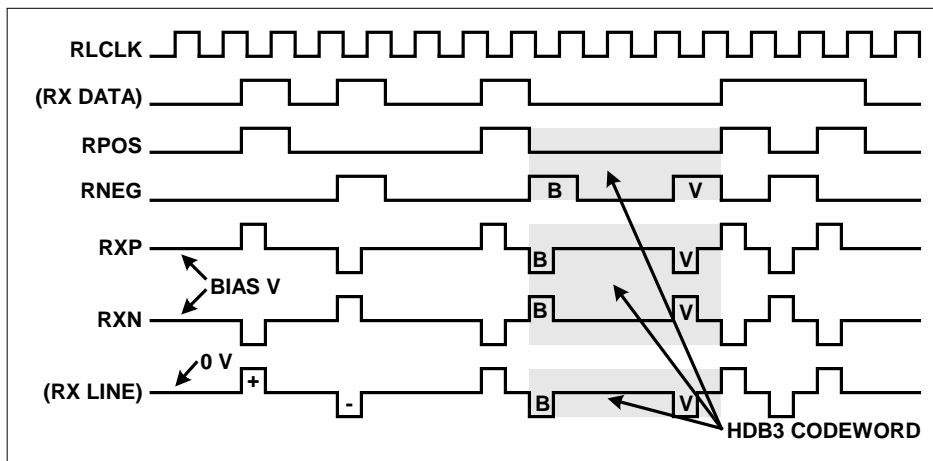 RLCLK
(RX DATA)
RPOS
RNEG B V
RXP B V
BIAS V
RXN B V
0 V
(RX LINE) + - B V
HDB3 CODEWORD